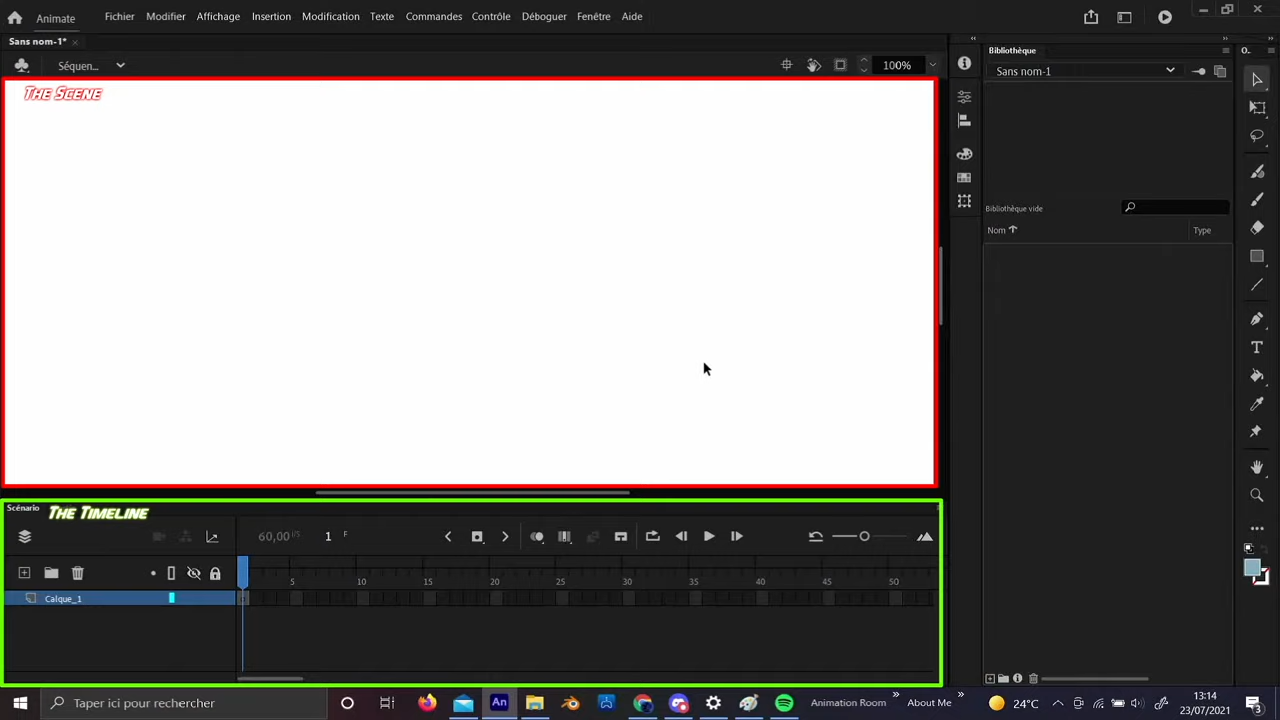 Animate Fichier Modifier Affichage Insertion Modification Texte Commandes Contrôle Déboguer Fenêtre Aide
Sans nom-1*
Séquen...
100%
Bibliothèque
O...
Sans nom-1
Bibliothèque vide
Nom
Type
The Scene
Scénario
The Timeline
60,00 I/S
1 F
5 10 15 20 25 30 35 40 45 50
Calque_1
Taper ici pour rechercher
An
Animation Room
About Me
24°C
13:14
23/07/2021
(3)